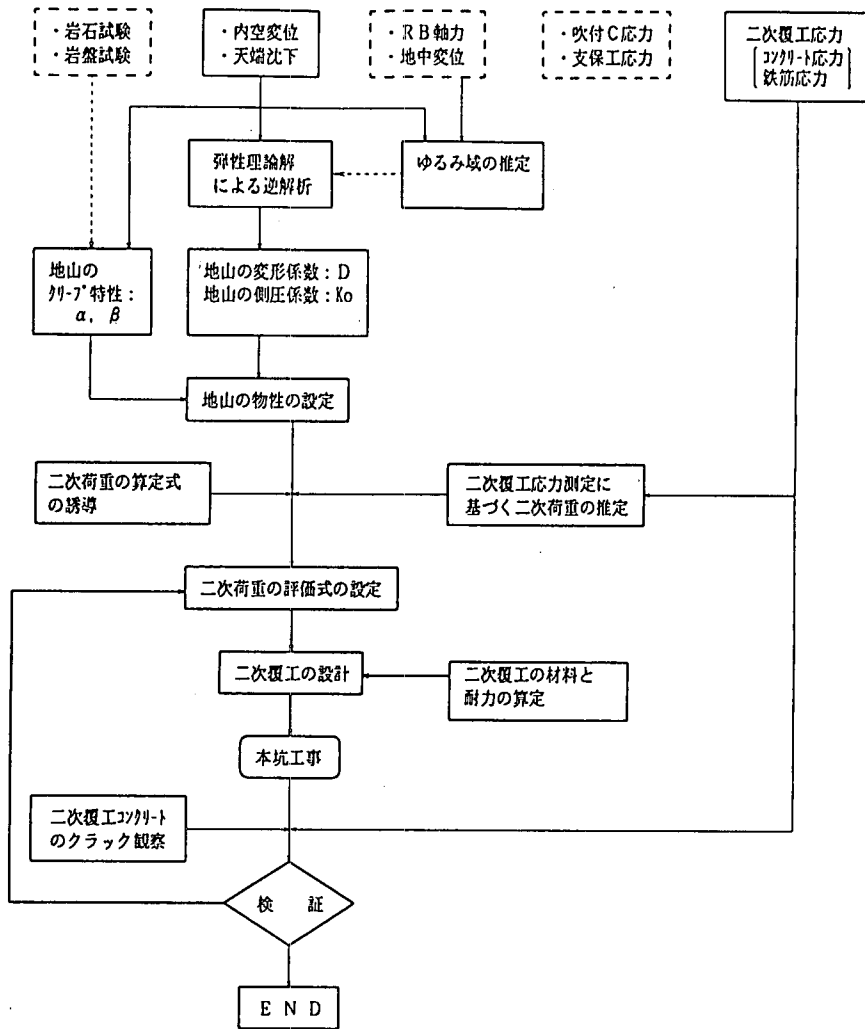 ・岩石試験
・岩盤試験
・内空変位
・天端沈下
・RB軸力
・地中変位
・吹付C応力
・支保工応力
二次覆工応力
コンクリート応力
鉄筋応力
弾性理論解
による逆解析
ゆるみ域の推定
地山の
クリープ特性：
α，β
地山の変形係数：D
地山の側圧係数：Ko
地山の物性の設定
二次荷重の算定式
の誘導
二次覆工応力測定に
基づく二次荷重の推定
二次荷重の評価式の設定
二次覆工の設計
二次覆工の材料と
耐力の算定
本坑工事
二次覆工コンクリート
のクラック観察
検　証
END